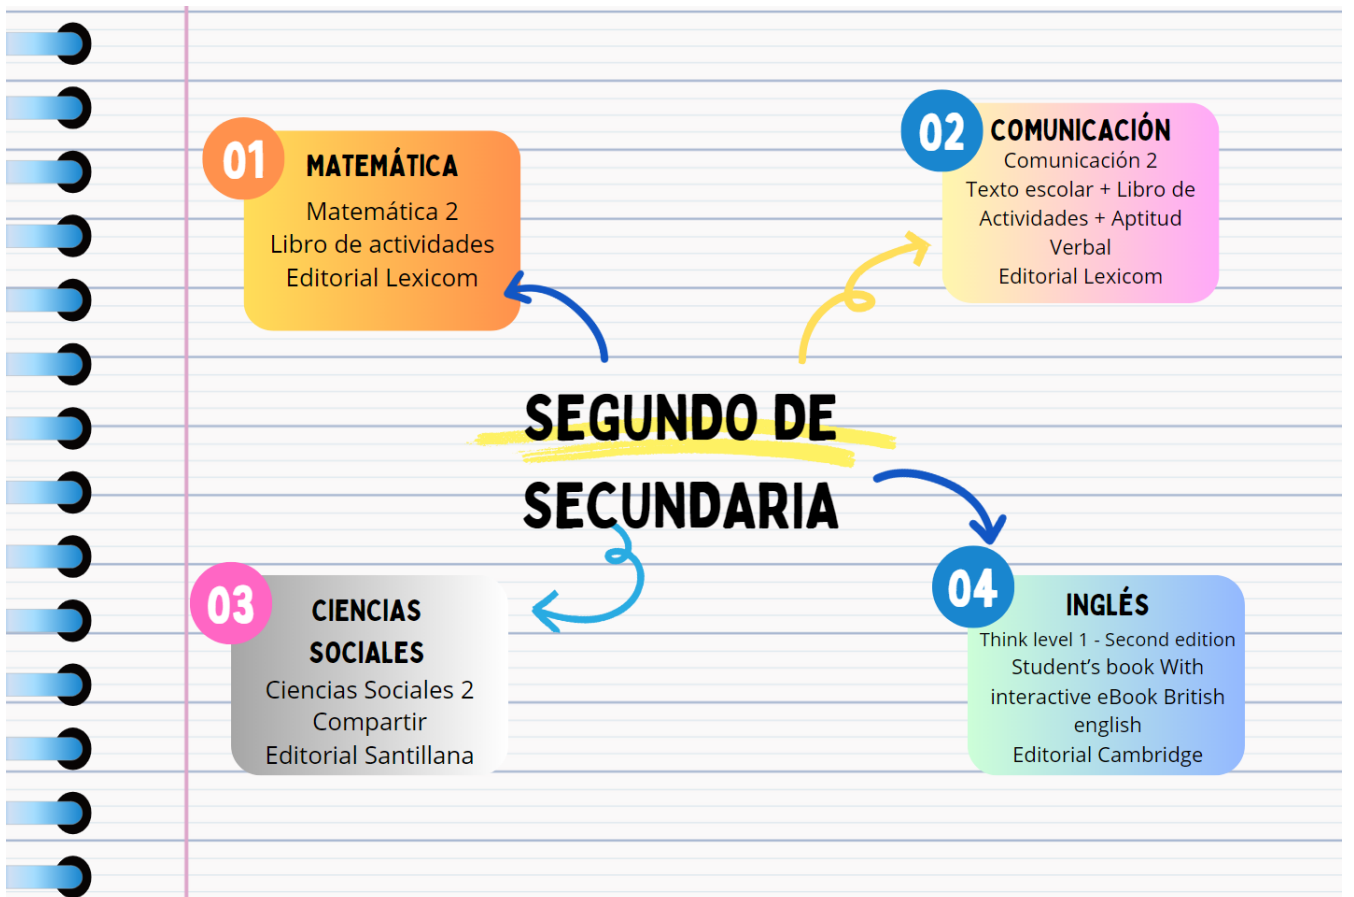 01
MATEMÁTICA
Matemática 2
Libro de actividades
Editorial Lexicom
02
COMUNICACIÓN
Comunicación 2
Texto escolar + Libro de
Actividades + Aptitud
Verbal
Editorial Lexicom
SEGUNDO DE
SECUNDARIA
03
CIENCIAS
SOCIALES
Ciencias Sociales 2
Compartir
Editorial Santillana
04
INGLÉS
Think level 1 - Second edition
Student’s book With
interactive eBook British
english
Editorial Cambridge